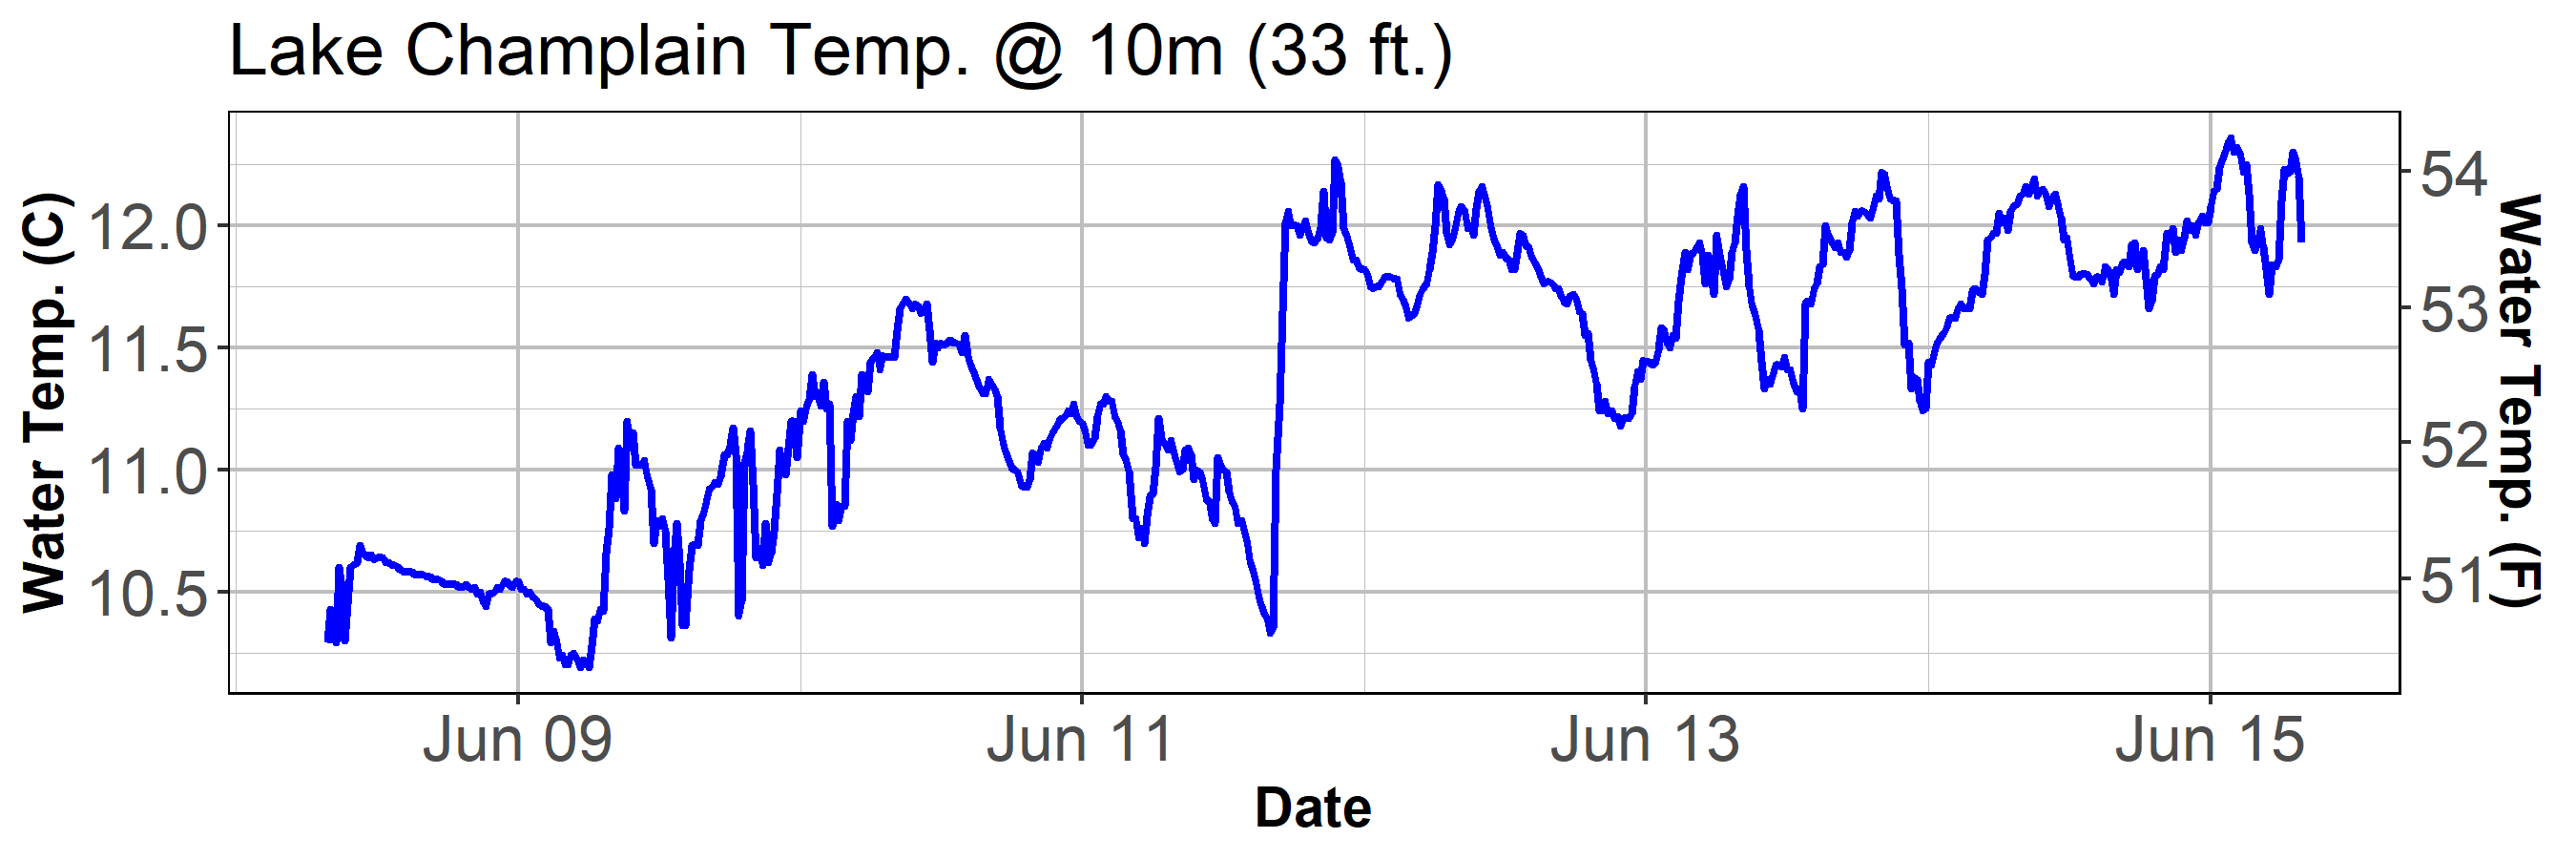 Lake Champlain Temp. @ 10m (33 ft.)
Water Temp. (C)
12.0
11.5
11.0
10.5
54
53
52
51
Water Temp. (F)
Jun 09
Jun 11
Jun 13
Jun 15
Date